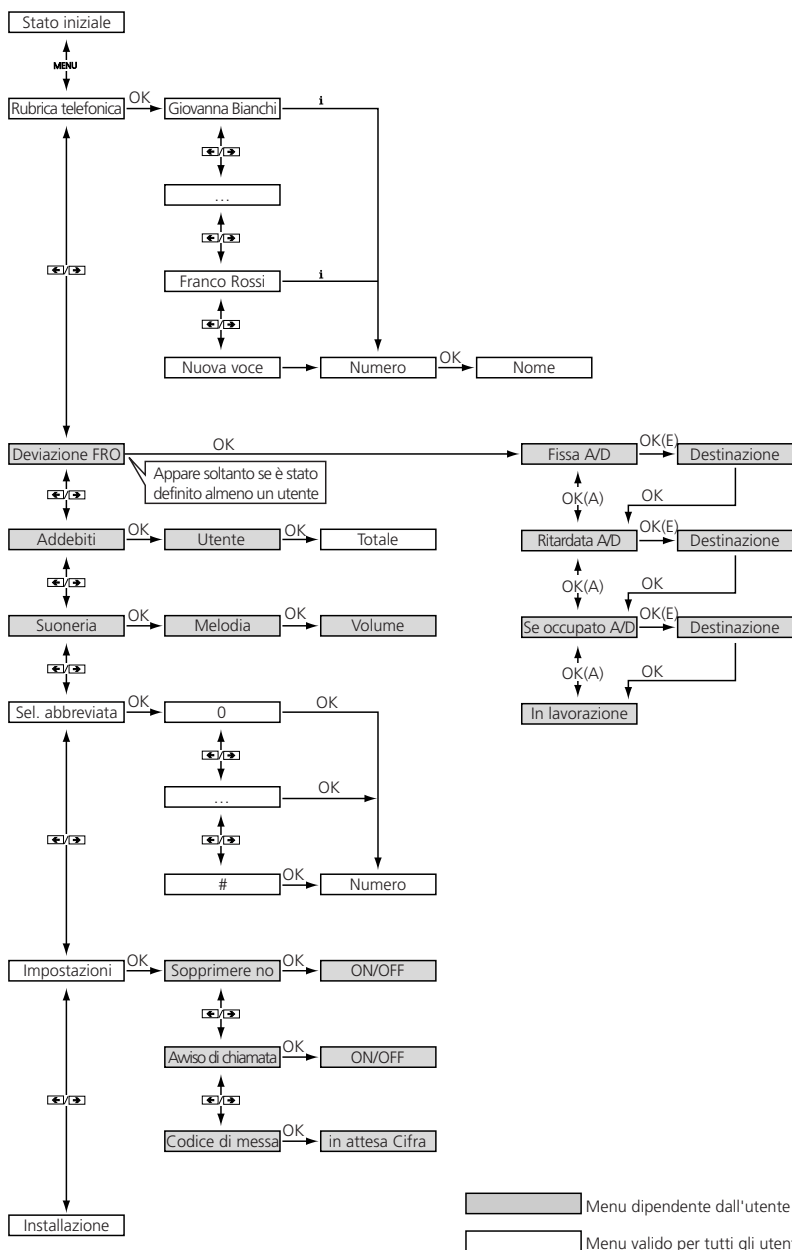 Stato iniziale
MENU
Rubrica telefonica
OK
Giovanna Bianchi
i
...
Franco Rossi
i
Nuova voce
Numero
OK
Nome
Deviazione FRO
OK
Fissa A/D
OK(E)
Destinazione
Appare soltanto se è stato
definito almeno un utente
OK(A)
OK
Addebiti
OK
Utente
OK
Totale
Ritardata A/D
OK(E)
Destinazione
OK(A)
OK
Suoneria
OK
Melodia
OK
Volume
Se occupato A/D
OK(E)
Destinazione
OK(A)
OK
Sel. abbreviata
OK
0
OK
In lavorazione
...
OK
#
OK
Numero
Impostazioni
OK
Sopprimere no
OK
ON/OFF
Avviso di chiamata
OK
ON/OFF
Codice di messa
OK
in attesa Cifra
Menu dipendente dall'utente
Installazione
Menu valido per tutti gli utent